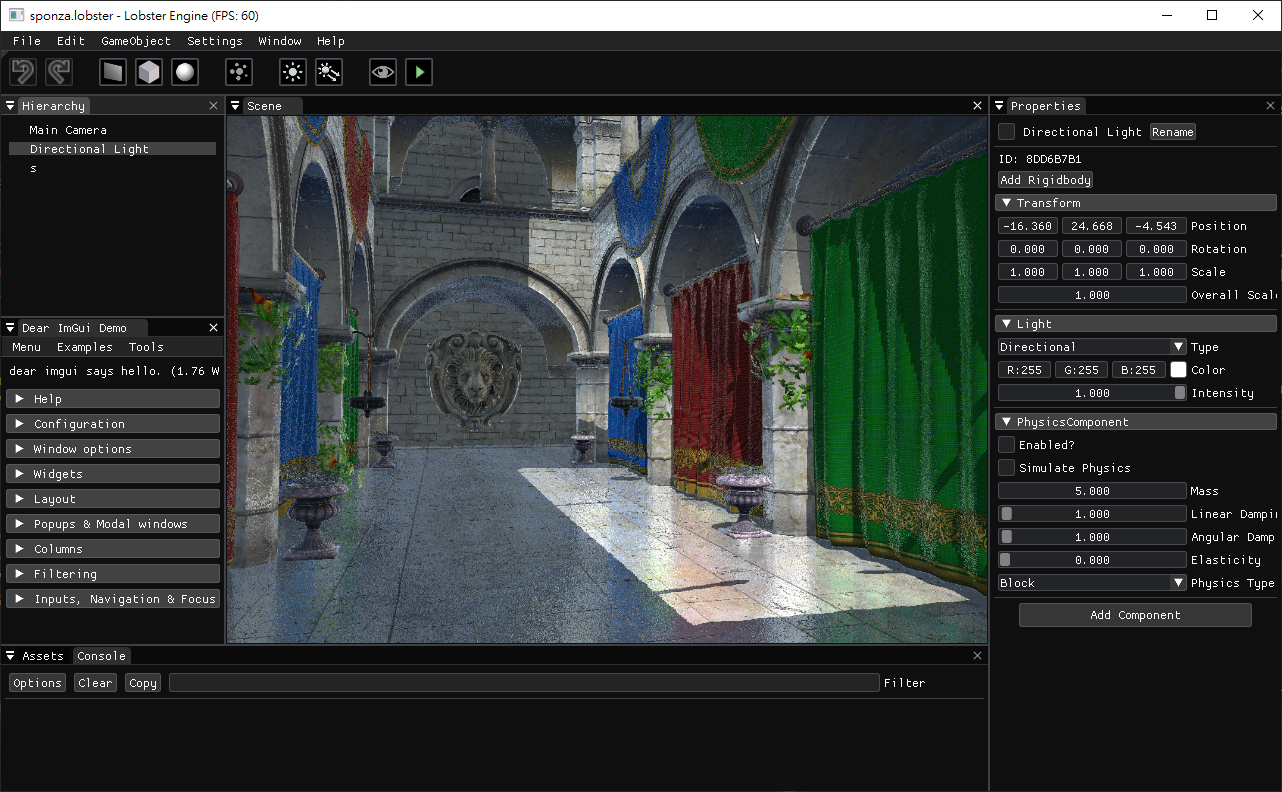 sponza.lobster - Lobster Engine (FPS: 60)
File Edit GameObject Settings Window Help
Hierarchy
Main Camera
Directional Light
s
Dear ImGui Demo
Menu Examples Tools
dear imgui says hello. (1.76 W
Help
Configuration
Window options
Widgets
Layout
Popups & Modal windows
Columns
Filtering
Inputs, Navigation & Focus
Scene
Assets Console
Options Clear Copy Filter
Properties
Directional Light Rename
ID: 8DD6B7B1
Add Rigidbody
Transform
-16.360 24.668 -4.543 Position
0.000 0.000 0.000 Rotation
1.000 1.000 1.000 Scale
1.000 Overall Scal
Light
Directional Type
R:255 G:255 B:255 Color
1.000 Intensity
PhysicsComponent
Enabled?
Simulate Physics
5.000 Mass
1.000 Linear Dampin
1.000 Angular Damp
0.000 Elasticity
Block Physics Type
Add Component